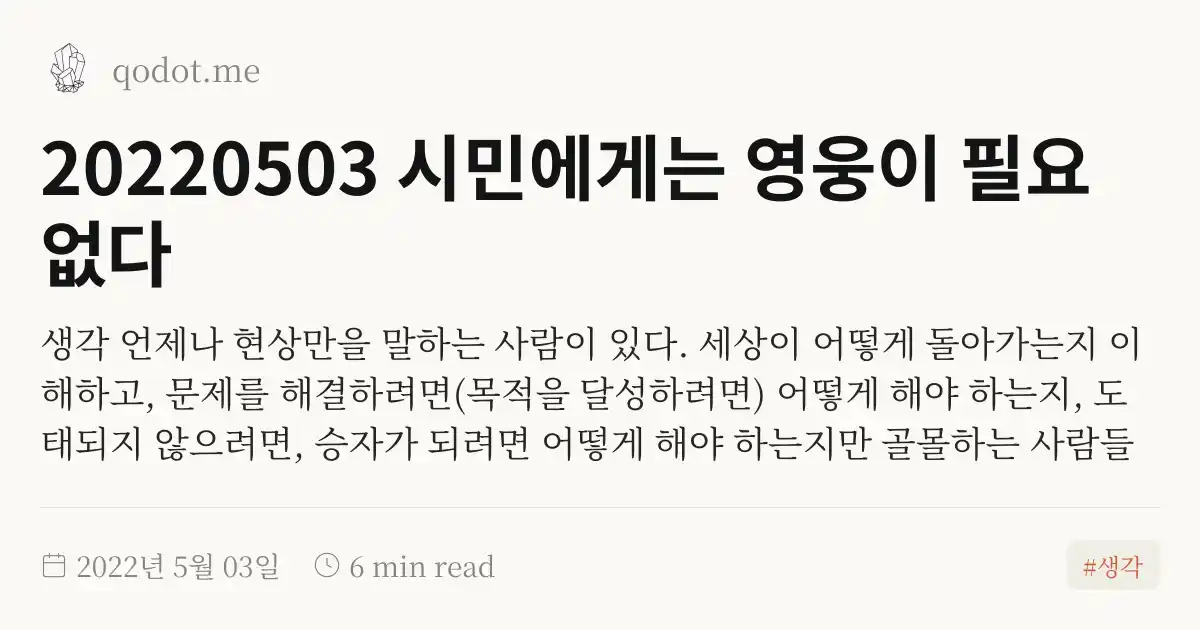 qodot.me
20220503 시민에게는 영웅이 필요
없다
생각 언제나 현상만을 말하는 사람이 있다. 세상이 어떻게 돌아가는지 이
해하고, 문제를 해결하려면(목적을 달성하려면) 어떻게 해야 하는지, 도
태되지 않으려면, 승자가 되려면 어떻게 해야 하는지만 골몰하는 사람들
2022년 5월 03일 6 min read #생각